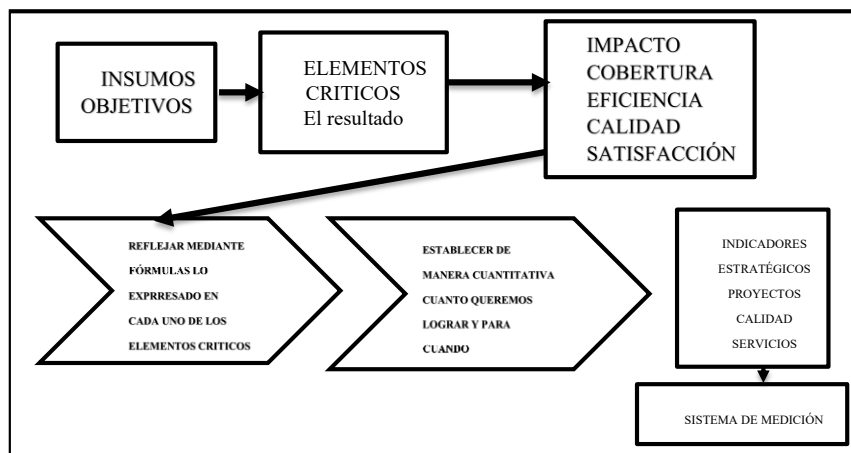 INSUMOS
OBJETIVOS
ELEMENTOS
CRITICOS
El resultado
IMPACTO
COBERTURA
EFICIENCIA
CALIDAD
SATISFACCIÓN
REFLEJAR MEDIANTE
FÓRMULAS LO
EXPRRESADO EN
CADA UNO DE LOS
ELEMENTOS CRITICOS
ESTABLECER DE
MANERA CUANTITATIVA
CUANTO QUEREMOS
LOGRAR Y PARA
CUANDO
INDICADORES
ESTRATÉGICOS
PROYECTOS
CALIDAD
SERVICIOS
SISTEMA DE MEDICIÓN